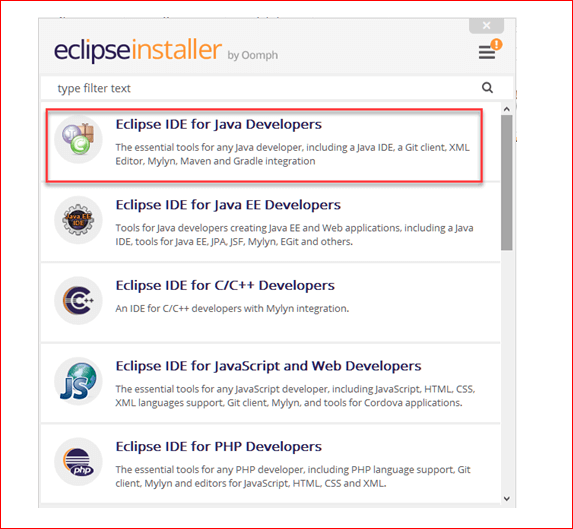 eclipseinstaller by Oomph
!
type filter text
Eclipse IDE for Java Developers
The essential tools for any Java developer, including a Java IDE, a Git client, XML
Editor, Mylyn, Maven and Gradle integration
Java EE
IDE
Eclipse IDE for Java EE Developers
Tools for Java developers creating Java EE and Web applications, including a Java
IDE, tools for Java EE, JPA, JSF, Mylyn, EGit and others.
C++
Eclipse IDE for C/C++ Developers
An IDE for C/C++ developers with Mylyn integration.
JS
Eclipse IDE for JavaScript and Web Developers
The essential tools for any JavaScript developer, including JavaScript, HTML, CSS,
XML languages support, Git client, Mylyn, and tools for Cordova applications.
php
Eclipse IDE for PHP Developers
The essential tools for any PHP developer, including PHP language support, Git
client, Mylyn and editors for JavaScript, HTML, CSS and XML.